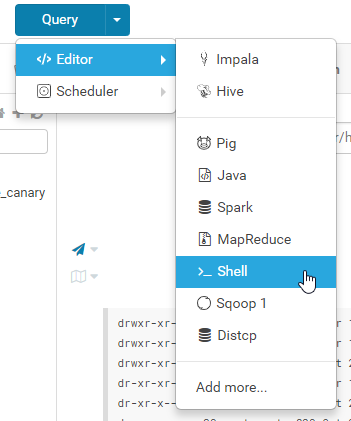 Query
Editor
Scheduler
Impala
Hive
Pig
Java
Spark
MapReduce
Shell
Sqoop 1
Distcp
Add more...
_canary
r/h
drwxr-xr-
drwxr-xr-
drwxr-xr-
dr-xr-xr-
dr-xr-x--